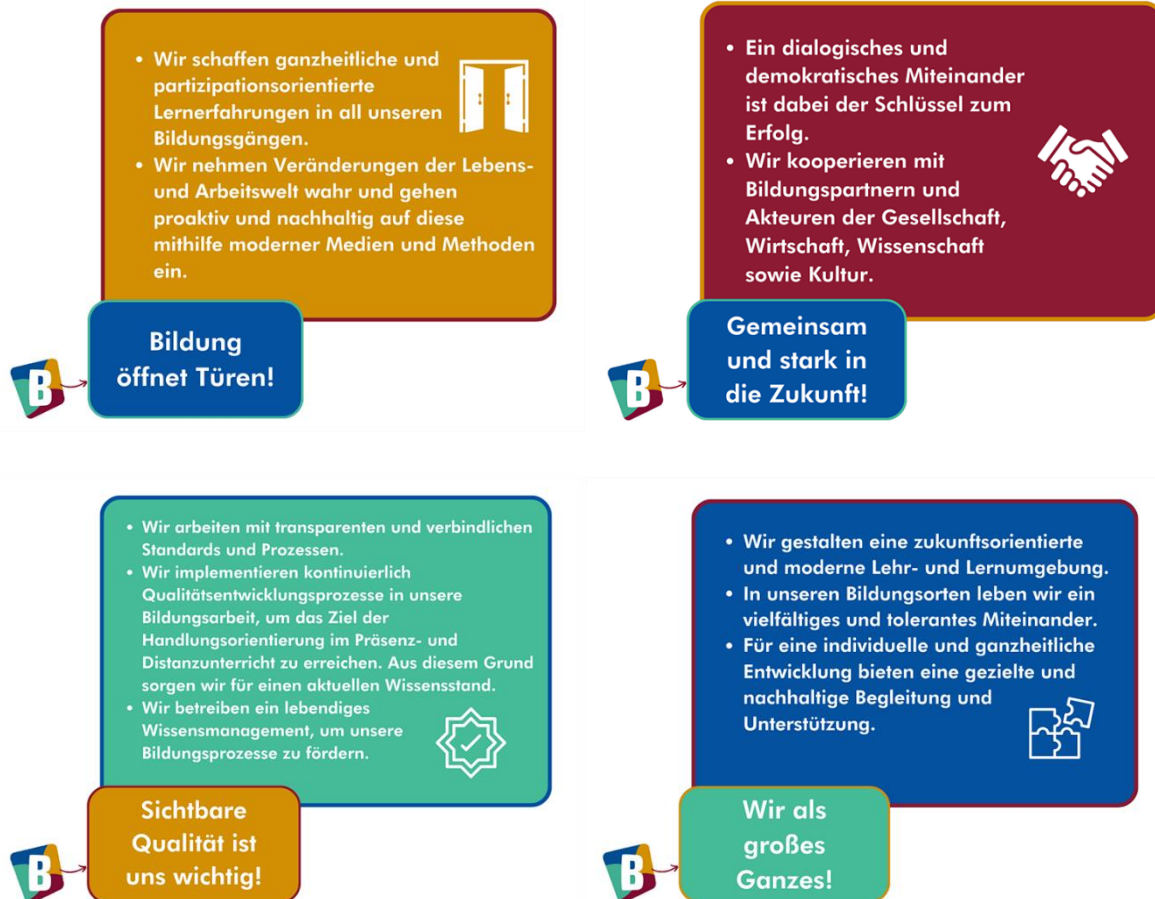 • Wir schaffen ganzheitliche und
partizipationsorientierte
Lernerfahrungen in all unseren
Bildungsgängen.
• Wir nehmen Veränderungen der Lebens-
und Arbeitswelt wahr und gehen
proaktiv und nachhaltig auf diese
mithilfe moderner Medien und Methoden
ein.
B
Bildung
öffnet Türen!
• Ein dialogisches und
demokratisches Miteinander
ist dabei der Schlüssel zum
Erfolg.
• Wir kooperieren mit
Bildungspartnern und
Akteuren der Gesellschaft,
Wirtschaft, Wissenschaft
sowie Kultur.
B
Gemeinsam
und stark in
die Zukunft!
• Wir arbeiten mit transparenten und verbindlichen
Standards und Prozessen.
• Wir implementieren kontinuierlich
Qualitätsentwicklungsprozesse in unsere
Bildungsarbeit, um das Ziel der
Handlungsorientierung im Präsenz- und
Distanzunterricht zu erreichen. Aus diesem Grund
sorgen wir für einen aktuellen Wissensstand.
• Wir betreiben ein lebendiges
Wissensmanagement, um unsere
Bildungsprozesse zu fördern.
B
Sichtbare
Qualität ist
uns wichtig!
• Wir gestalten eine zukunftsorientierte
und moderne Lehr- und Lernumgebung.
• In unseren Bildungsorten leben wir ein
vielfältiges und tolerantes Miteinander.
• Für eine individuelle und ganzheitliche
Entwicklung bieten eine gezielte und
nachhaltige Begleitung und
Unterstützung.
B
Wir als
großes
Ganzes!